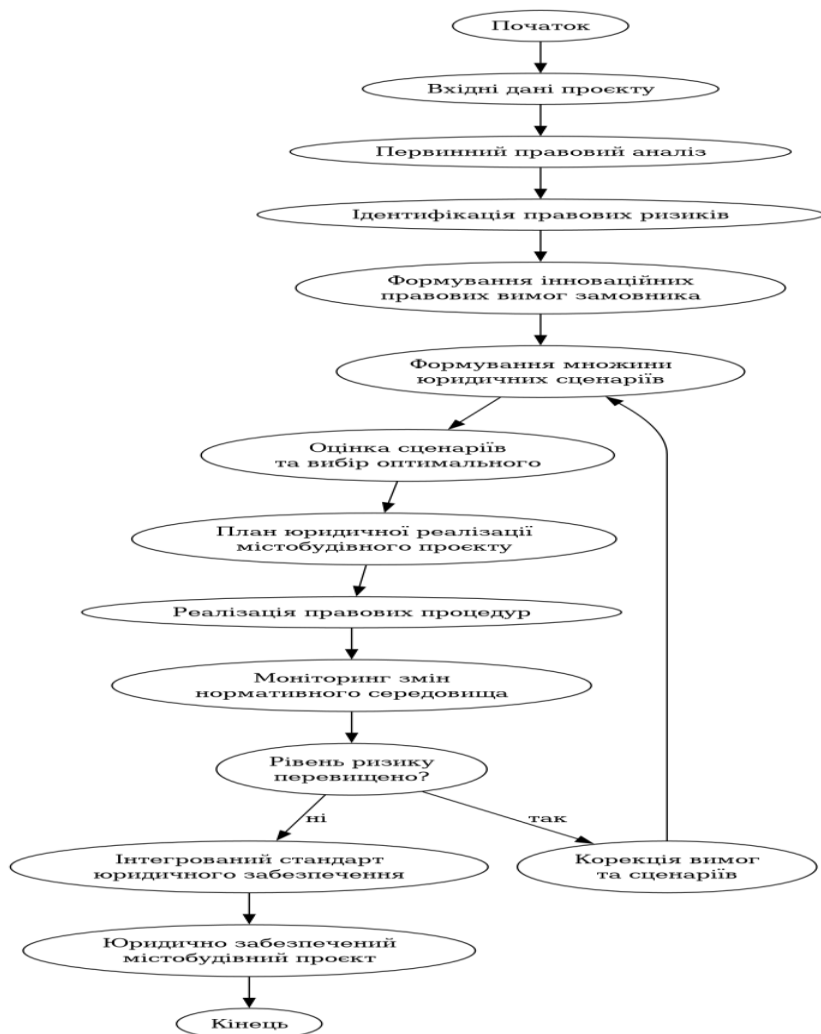 Початок
Вхідні дані проєкту
Первинний правовий аналіз
Ідентифікація правових ризиків
Формування інноваційних
правових вимог замовника
Формування множини
юридичних сценаріїв
Оцінка сценаріїв
та вибір оптимального
План юридичної реалізації
містобудівного проєкту
Реалізація правових процедур
Моніторинг змін
нормативного середовища
Рівень ризику
перевищено?
ні
так
Інтегрований стандарт
юридичного забезпечення
Корекція вимог
та сценаріїв
Юридично забезпечений
містобудівний проєкт
Кінець